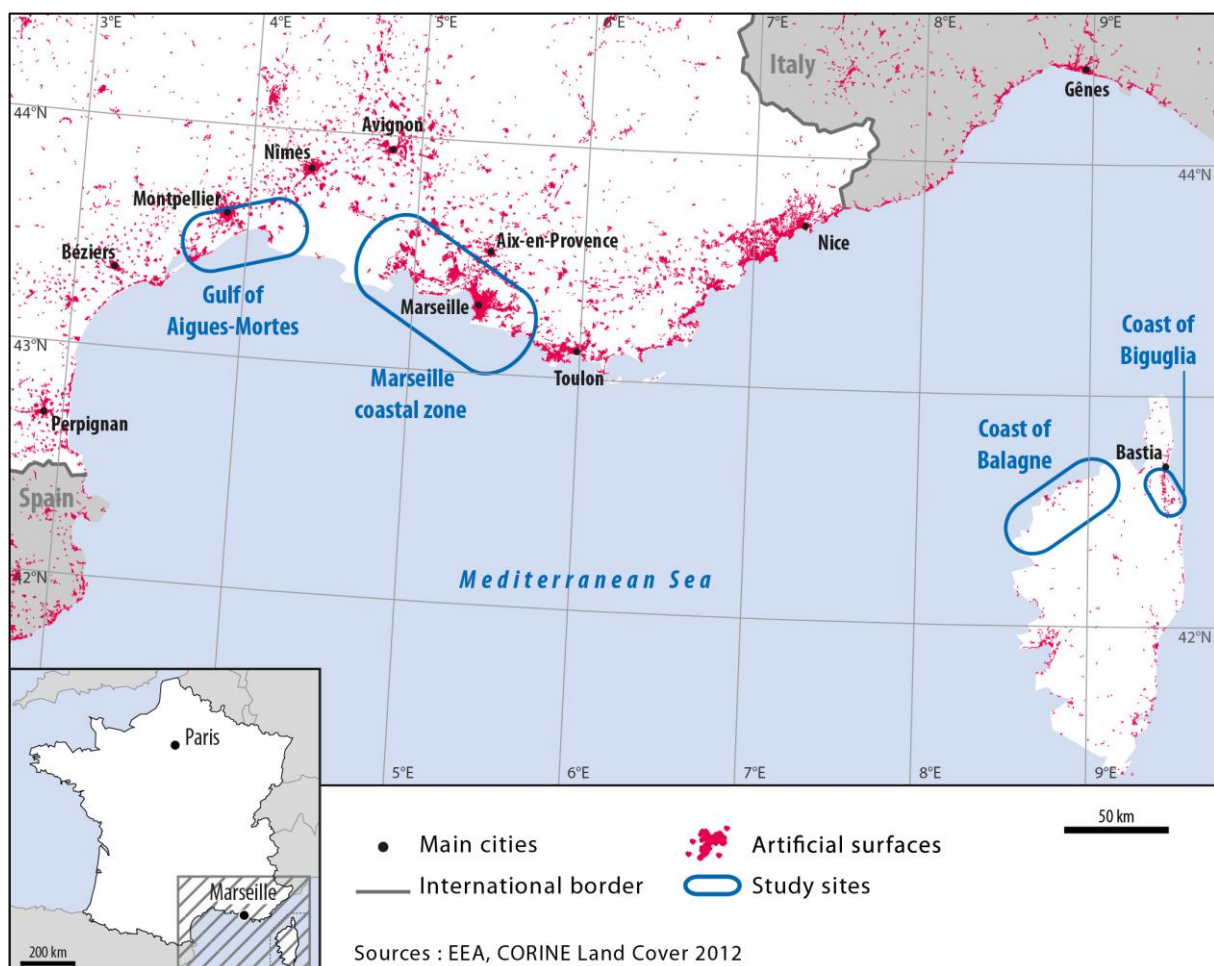 3°E
4°E
5°E
6°E
7°E
8°E
9°E
Italy
Gênes
44°N
Avignon
Nîmes
44°N
Montpellier
Béziers
Aix-en-Provence
Nice
Gulf of
Aigues-Mortes
Marseille
Coast of
Biguglia
43°N
Marseille
coastal zone
Toulon
Perpignan
Coast of
Balagne
Bastia
Spain
42°N
Mediterranean Sea
42°N
5°E
6°E
7°E
8°E
9°E
Paris
Marseille
200 km
50 km
Main cities
Artificial surfaces
International border
Study sites
Sources : EEA, CORINE Land Cover 2012